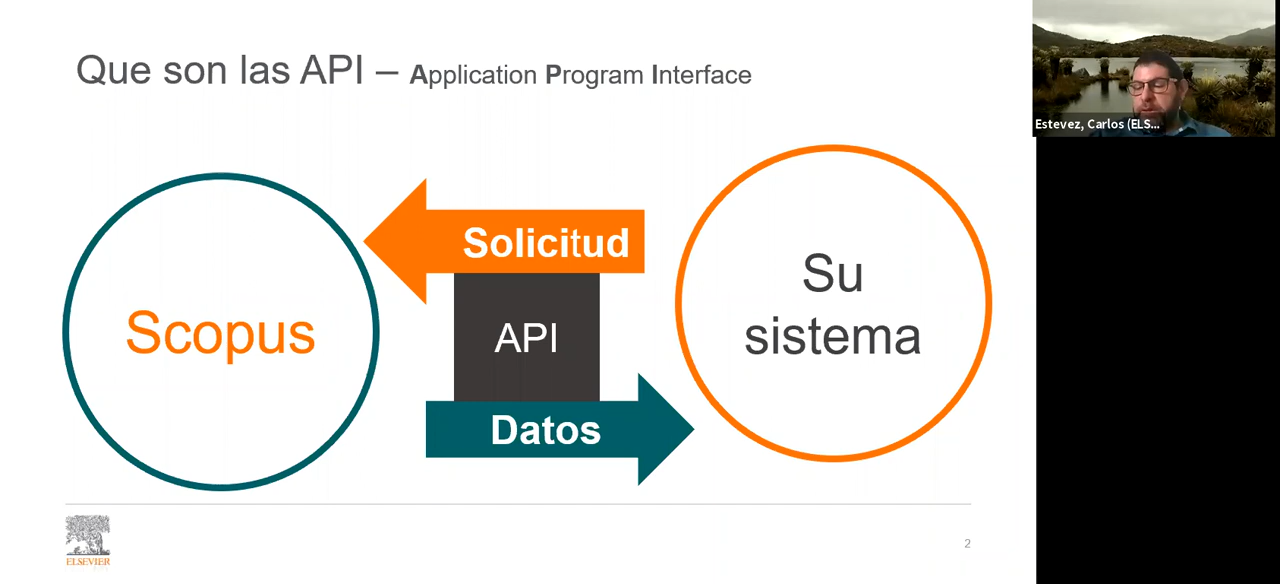 Que son las API – Application Program Interface
Estevez, Carlos (ELS...
Solicitud
Su
sistema
Scopus
API
Datos
ELSEVIER
2